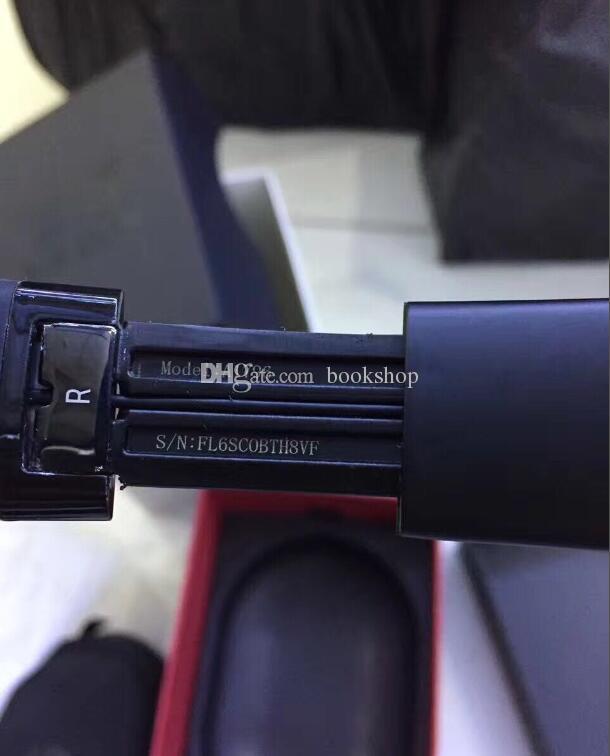 R
Model
DHgate.com bookshop
S/N:FL6SC0BTH8VF